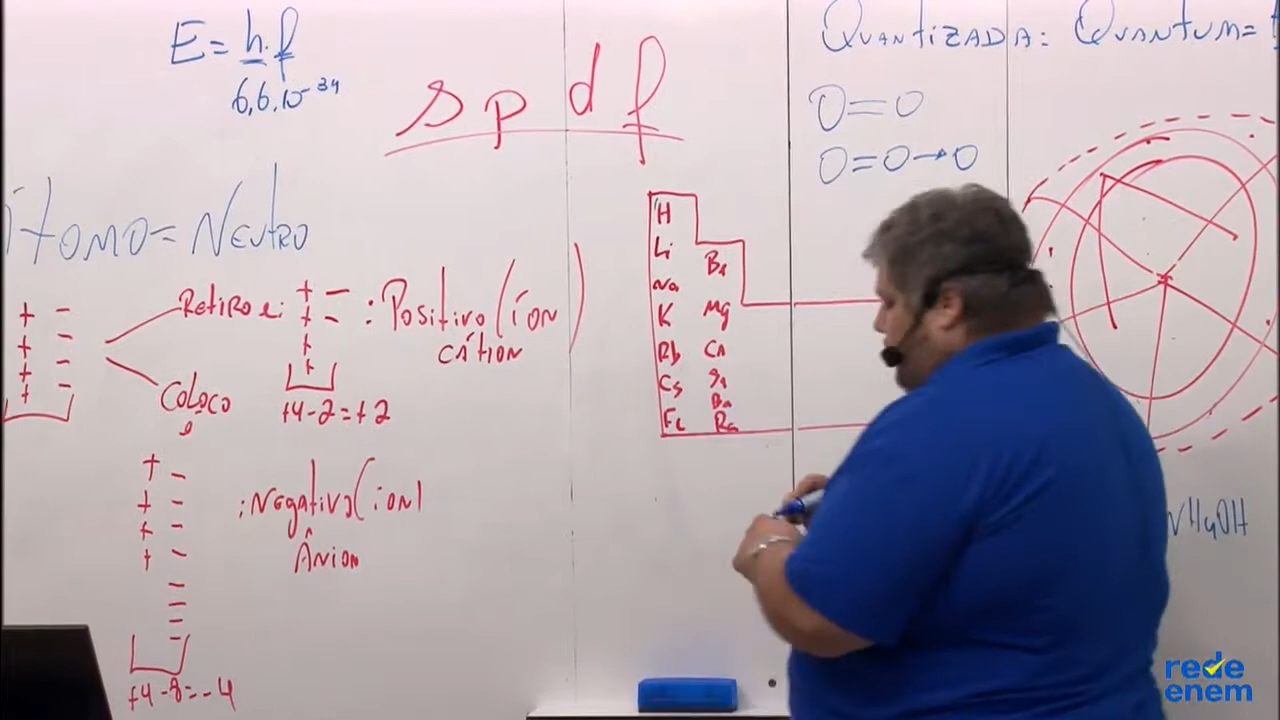 E = h.f
6,6.10⁻³⁴
s p d f
Quantizada: Quantum=
O=O
O=O→O
Átomo = Neutro
+ −
+ −
+ −
+ −
Retiro ē: + −
+ −
+
+
: Positivo (íon)
cátion
+4-2=+2
Coloco
e
+ −
+ −
+ −
+ −
−
−
−
−
: Negativo (íon)
Ânion
+4-8=-4
H
Li Be
Na Mg
K Ca
Rb Sr
Cs Ba
Fr Ra
NH₄OH
rede
enem